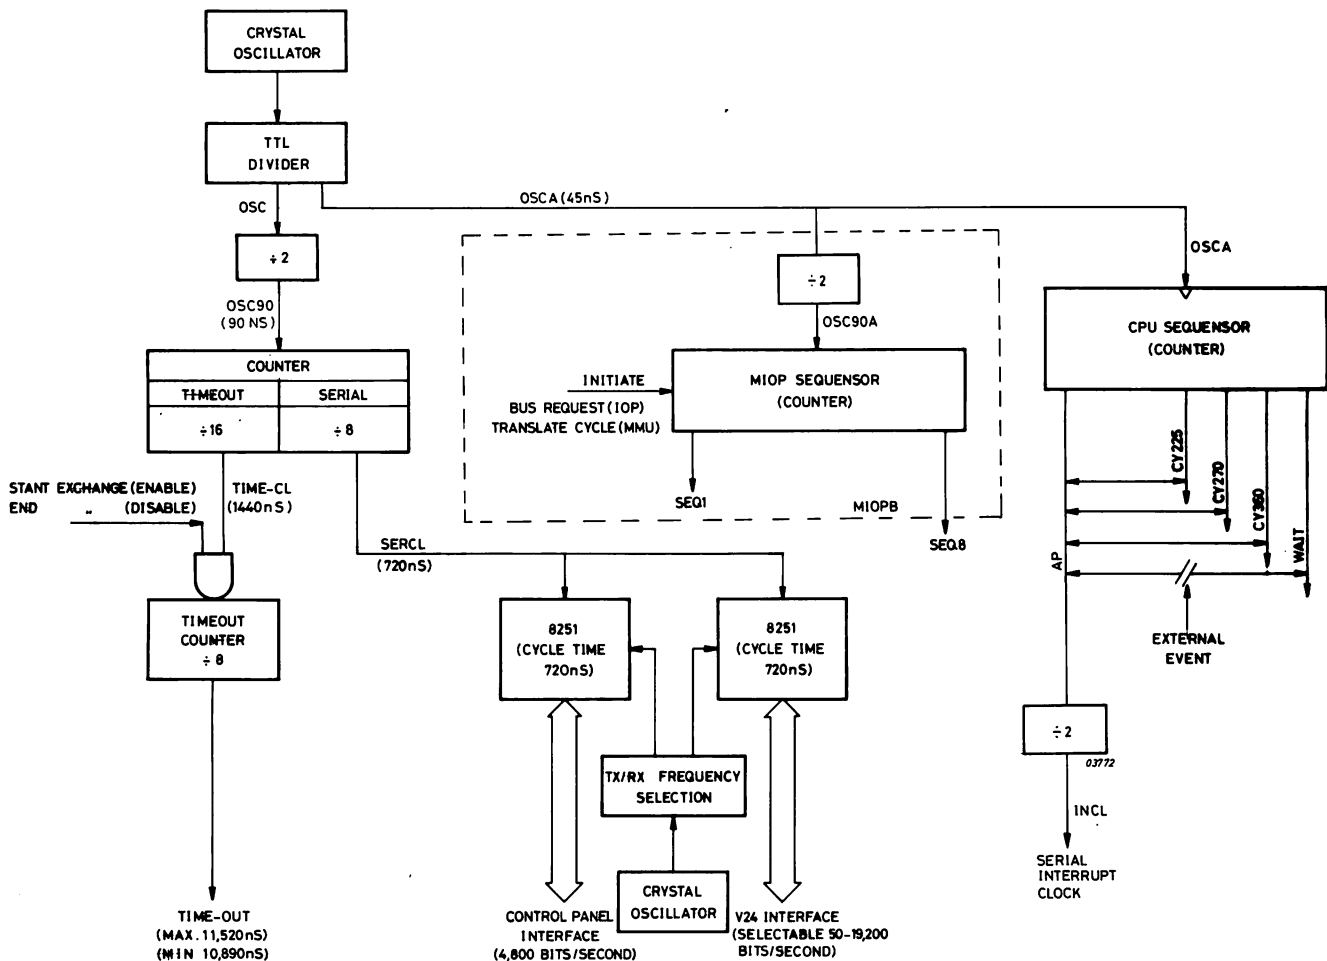 CRYSTAL
OSCILLATOR
TTL
DIVIDER
OSC
OSCA (45nS)
÷2
OSC90
(90 NS)
COUNTER
TIMEOUT
SERIAL
÷16
÷8
STANT EXCHANGE (ENABLE)
END „ (DISABLE)
TIME-CL
(1440nS)
SERCL
(720nS)
TIMEOUT
COUNTER
÷8
TIME-OUT
(MAX. 11,520nS)
(MIN 10,890nS)
÷2
OSC90A
INITIATE
BUS REQUEST (IOP)
TRANSLATE CYCLE (MMU)
MIOP SEQUENSOR
(COUNTER)
SEQ1
MIOPB
SEQ8
8251
(CYCLE TIME
720nS)
8251
(CYCLE TIME
720nS)
TX/RX FREQUENCY
SELECTION
CRYSTAL
OSCILLATOR
CONTROL PANEL
INTERFACE
(4,800 BITS/SECOND)
V24 INTERFACE
(SELECTABLE 50-19,200
BITS/SECOND)
OSCA
CPU SEQUENSOR
(COUNTER)
CY225
CY270
CY360
WAIT
AP
EXTERNAL
EVENT
÷2
03772
INCL
SERIAL
INTERRUPT
CLOCK